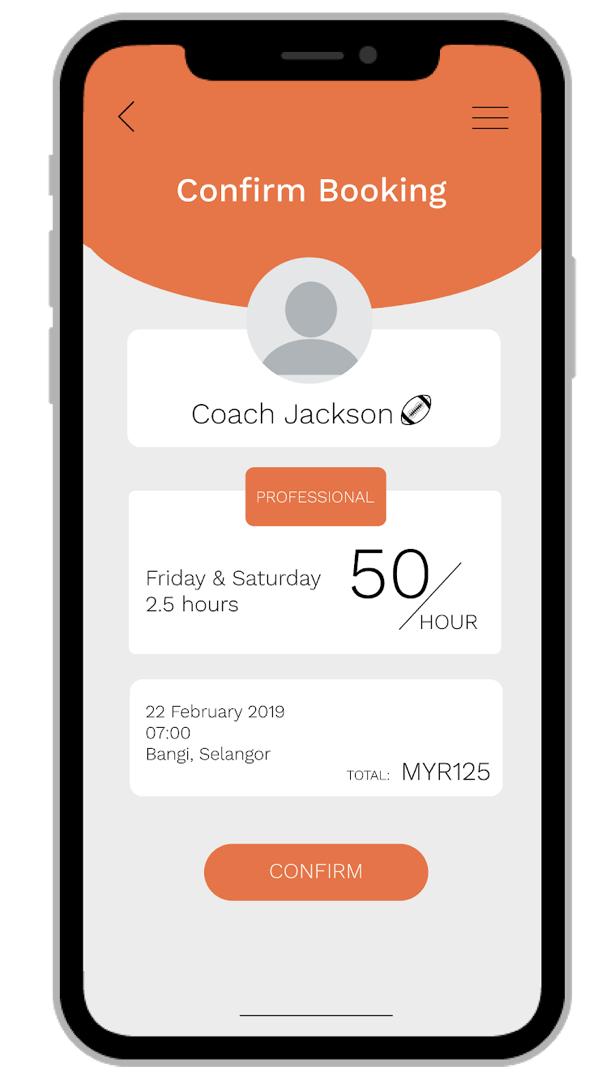 Confirm Booking
Coach Jackson
PROFESSIONAL
Friday & Saturday
2.5 hours
50
HOUR
22 February 2019
07:00
Bangi, Selangor
TOTAL: MYR125
CONFIRM